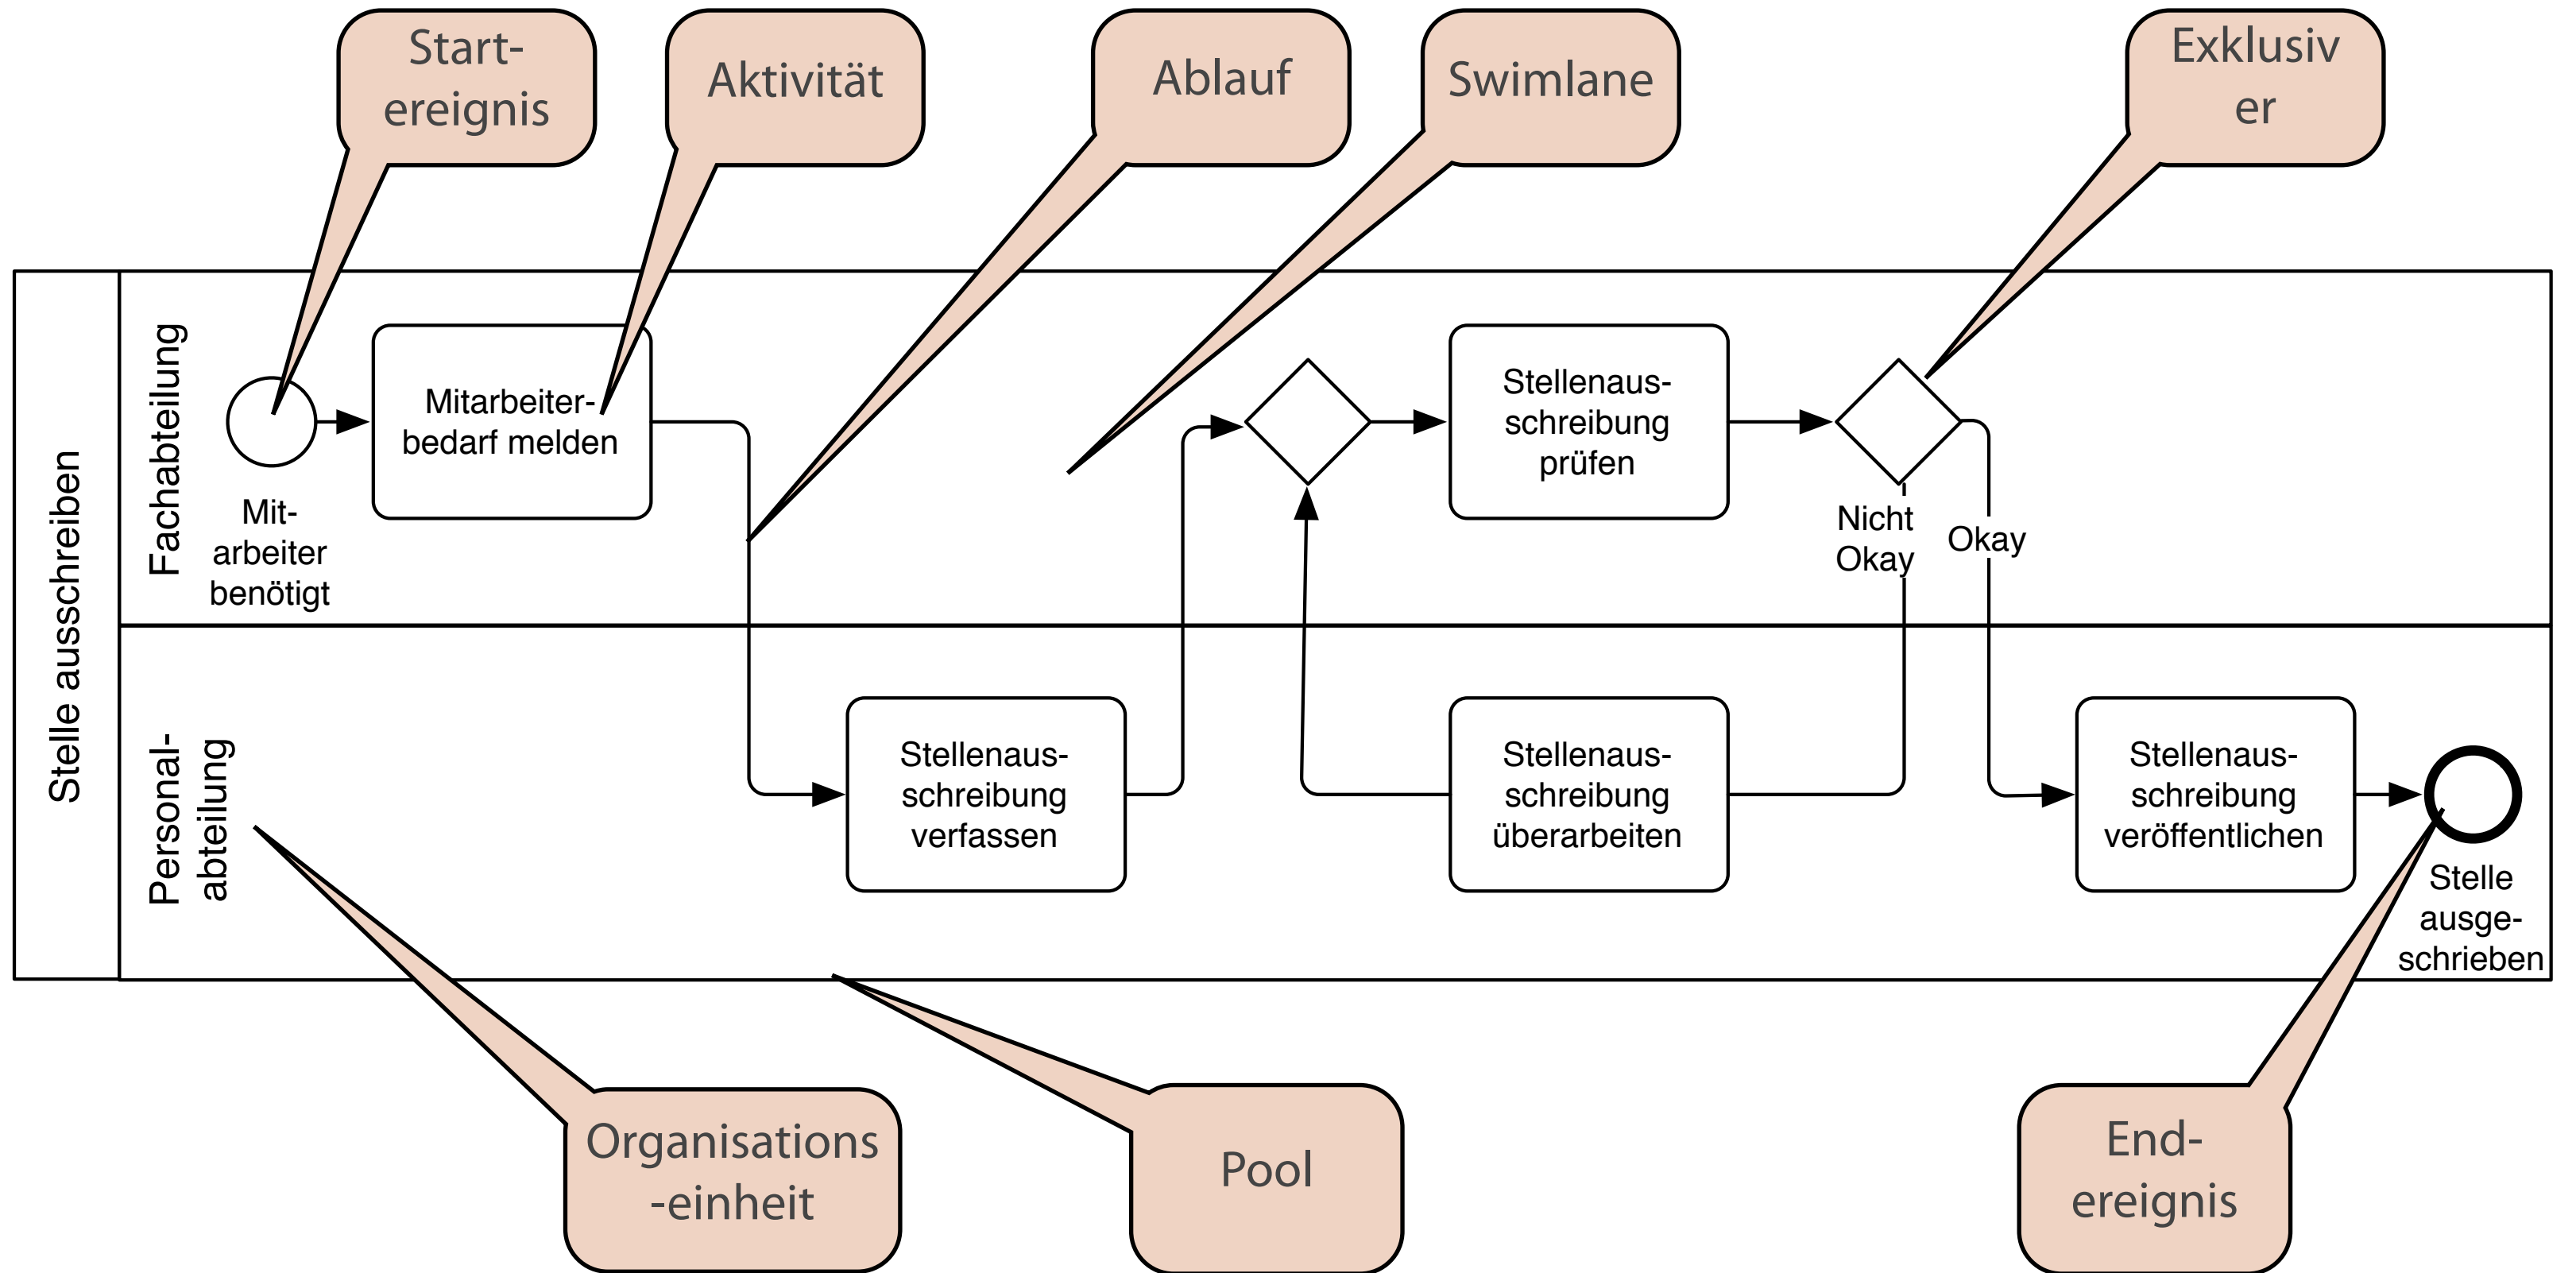 Start-
ereignis
Aktivität
Ablauf
Swimlane
Exklusiv
er
Stelle ausschreiben
Fachabteilung
Mit-
arbeiter
benötigt
Mitarbeiter-
bedarf melden
Stellenaus-
schreibung
prüfen
Nicht
Okay
Okay
Personal-
abteilung
Stellenaus-
schreibung
verfassen
Stellenaus-
schreibung
überarbeiten
Stellenaus-
schreibung
veröffentlichen
Stelle
ausge-
schrieben
Organisations
-einheit
Pool
End-
ereignis